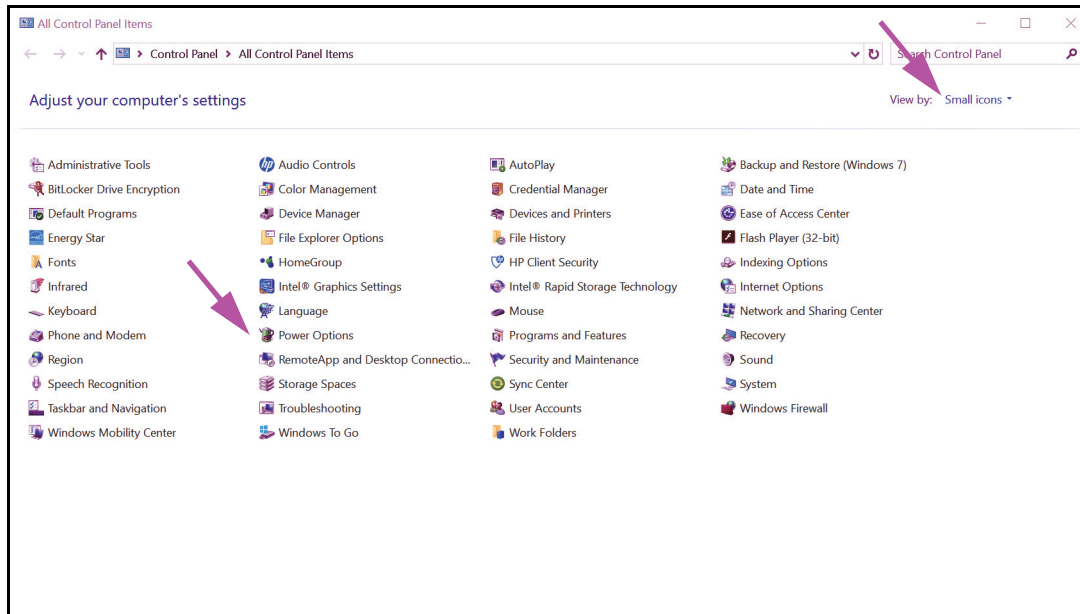 All Control Panel Items
Control Panel > All Control Panel Items
Search Control Panel
Adjust your computer's settings
View by: Small icons
Administrative Tools
BitLocker Drive Encryption
Default Programs
Energy Star
Fonts
Infrared
Keyboard
Phone and Modem
Region
Speech Recognition
Taskbar and Navigation
Windows Mobility Center
Audio Controls
Color Management
Device Manager
File Explorer Options
HomeGroup
Intel® Graphics Settings
Language
Power Options
RemoteApp and Desktop Connectio...
Storage Spaces
Troubleshooting
Windows To Go
AutoPlay
Credential Manager
Devices and Printers
File History
HP Client Security
Intel® Rapid Storage Technology
Mouse
Programs and Features
Security and Maintenance
Sync Center
User Accounts
Work Folders
Backup and Restore (Windows 7)
Date and Time
Ease of Access Center
Flash Player (32-bit)
Indexing Options
Internet Options
Network and Sharing Center
Recovery
Sound
System
Windows Firewall